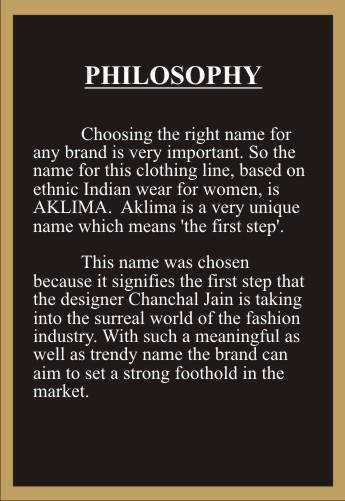 PHILOSOPHY
Choosing the right name for
any brand is very important. So the
name for this clothing line, based on
ethnic Indian wear for women, is
AKLIMA.  Aklima is a very unique
name which means 'the first step'.
This name was chosen
because it signifies the first step that
the designer Chanchal Jain is taking
into the surreal world of the fashion
industry. With such a meaningful as
well as trendy name the brand can
aim to set a strong foothold in the
market.